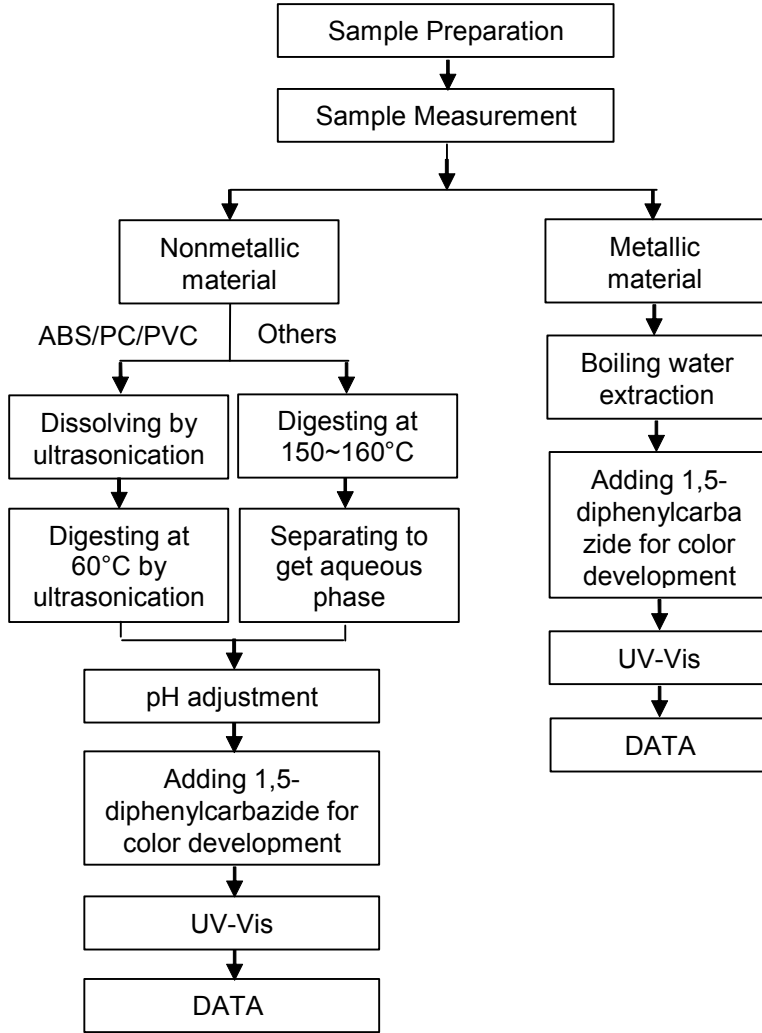 Sample Preparation
Sample Measurement
Nonmetallic
material
ABS/PC/PVC
Others
Dissolving by
ultrasonication
Digesting at
150~160°C
Digesting at
60°C by
ultrasonication
Separating to
get aqueous
phase
pH adjustment
Adding 1,5-
diphenylcarbazide for
color development
UV-Vis
DATA
Metallic
material
Boiling water
extraction
Adding 1,5-
diphenylcarba
zide for color
development
UV-Vis
DATA